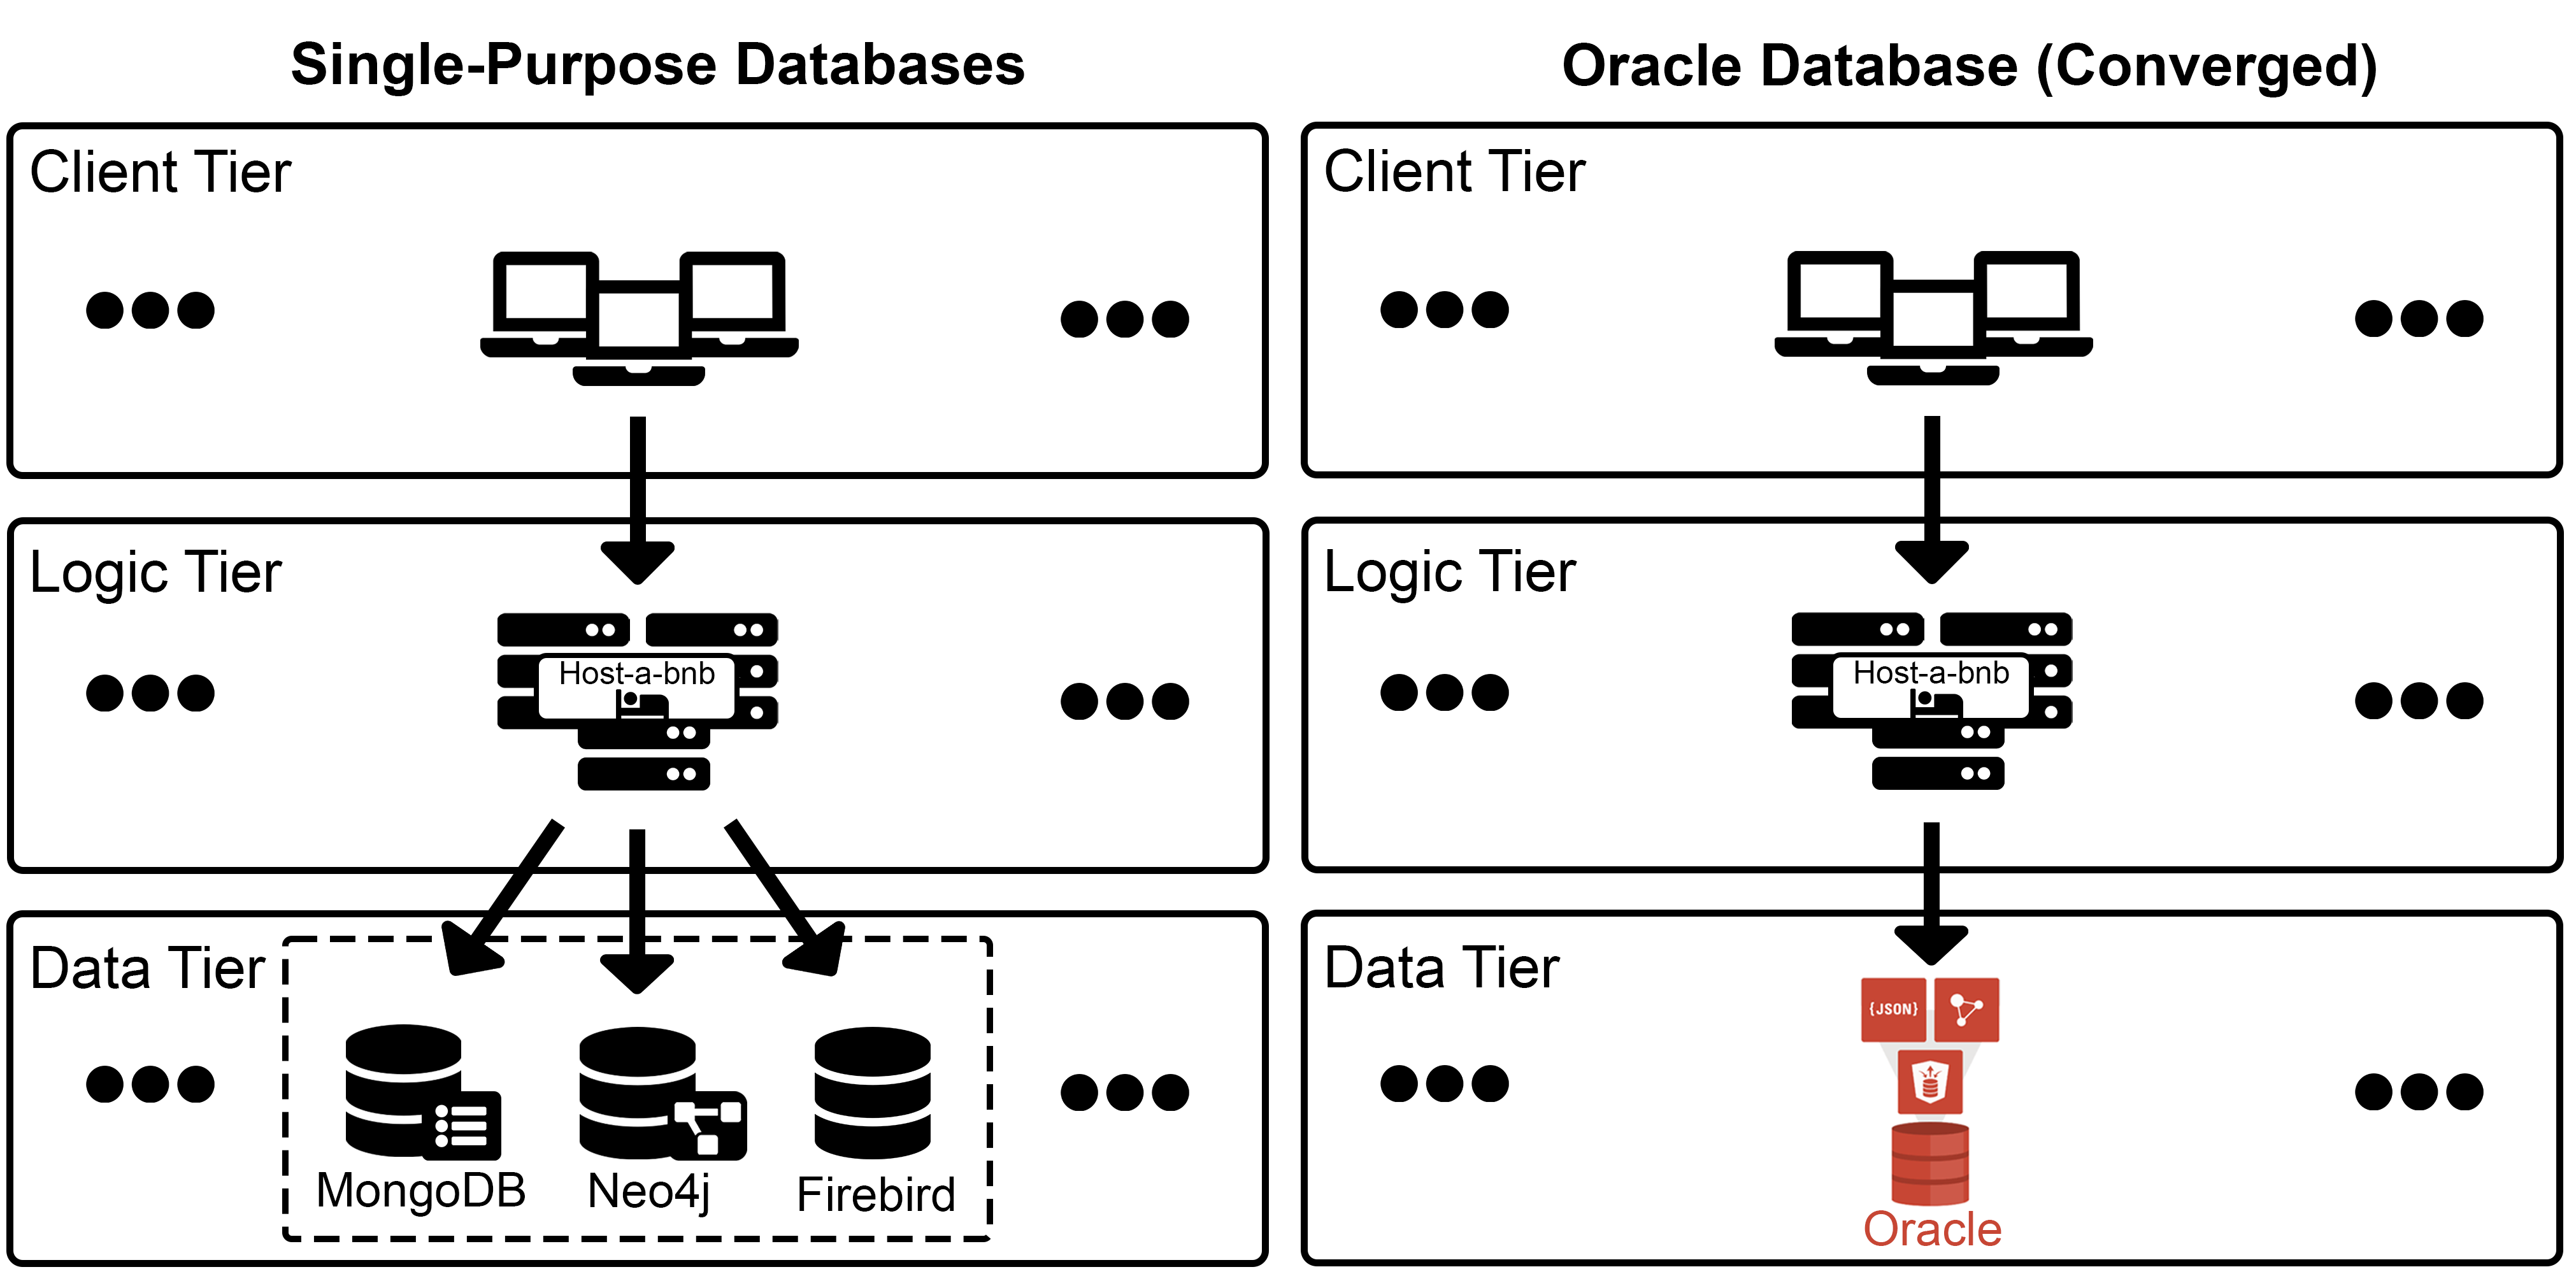 Single-Purpose Databases
Client Tier
Logic Tier
Host-a-bnb
Data Tier
MongoDB
Neo4j
Firebird
Oracle Database (Converged)
Client Tier
Logic Tier
Host-a-bnb
Data Tier
{JSON}
Oracle